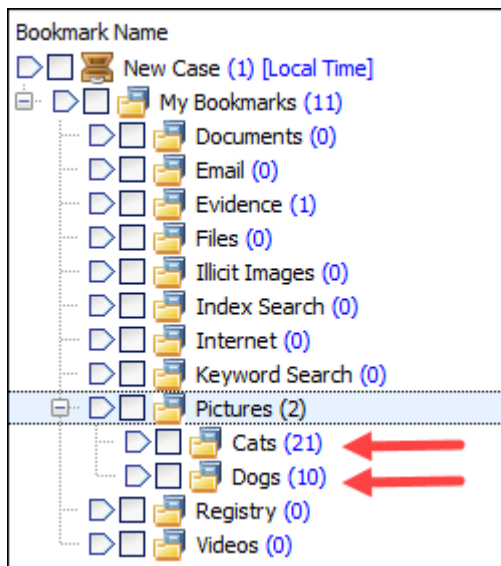 Bookmark Name
New Case (1) [Local Time]
My Bookmarks (11)
Documents (0)
Email (0)
Evidence (1)
Files (0)
Illicit Images (0)
Index Search (0)
Internet (0)
Keyword Search (0)
Pictures (2)
Cats (21)
Dogs (10)
Registry (0)
Videos (0)